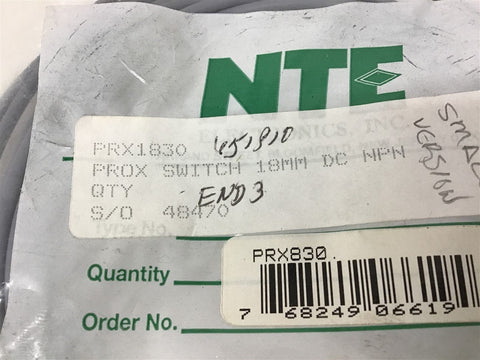 NTE
ELECTRONICS, INC.
PRX1830 451910
PROX SWITCH 18MM DC NPN
QTY
END 3
S/O 48470
SMALL
VERSION
Type No.
PRX830
7 68249 06619
Quantity
Order No.